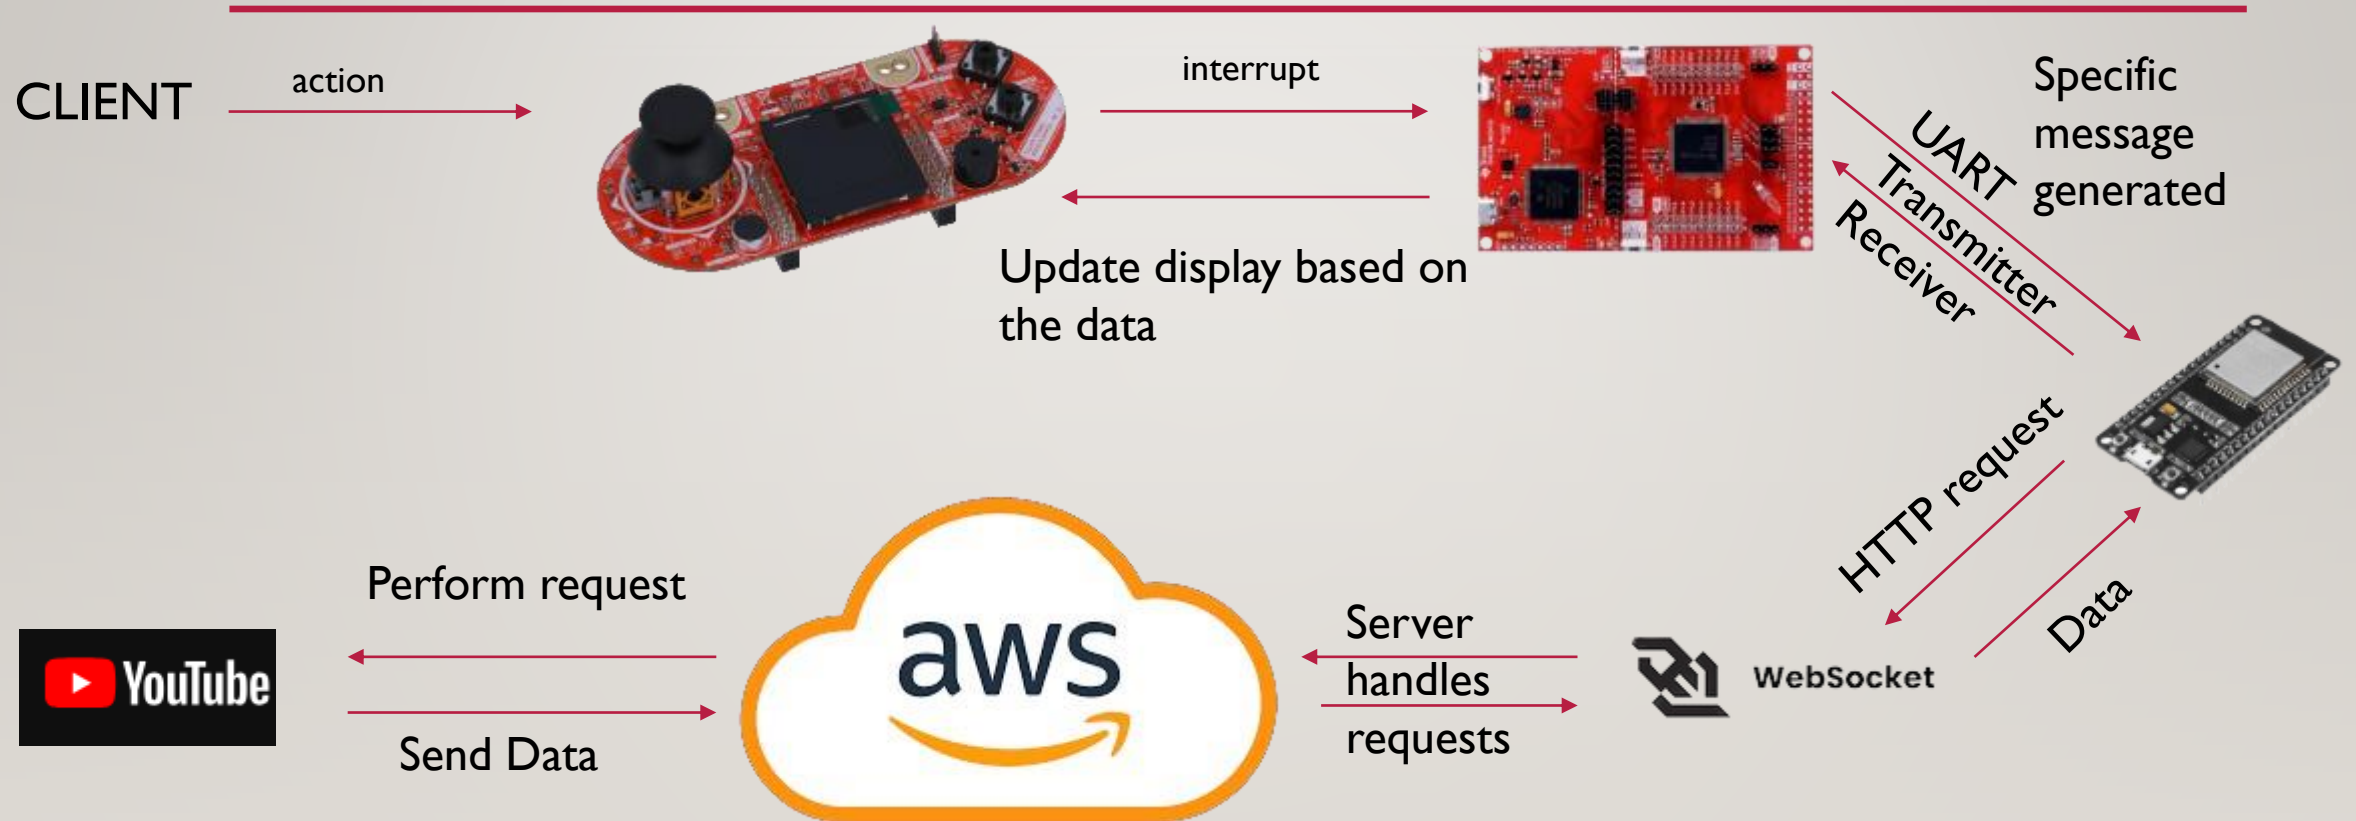 CLIENT
action
interrupt
Specific
message
generated
UART
Transmitter
Receiver
Update display based on
the data
HTTP request
Data
Perform request
Send Data
YouTube
aws
Server
handles
requests
WebSocket